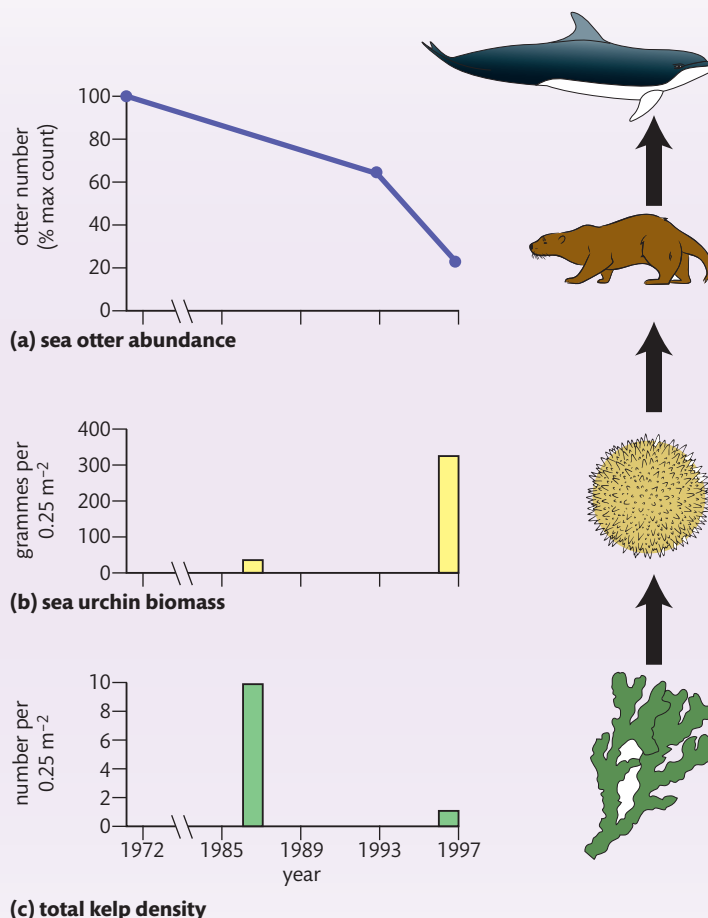 100
80
60
40
20
0
otter number
(% max count)
(a) sea otter abundance
400
300
200
100
0
grammes per
0.25 m⁻²
(b) sea urchin biomass
10
8
6
4
2
0
number per
0.25 m⁻²
1972 1985 1989 1993 1997
year
(c) total kelp density